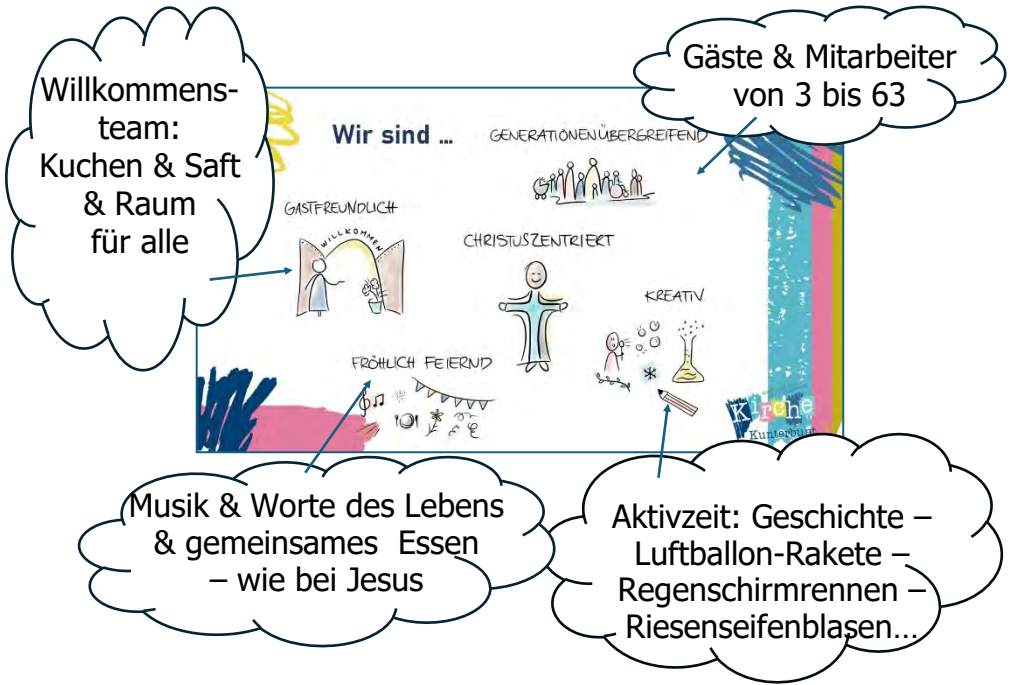 Willkommens-
team:
Kuchen & Saft
& Raum
für alle
Gäste & Mitarbeiter
von 3 bis 63
Wir sind ...
GENERATIONENÜBERGREIFEND
GASTFREUNDLICH
WILLKOMMEN
CHRISTUSZENTRIERT
KREATIV
FRÖHLICH FEIERND
Kirche
Kunterbunt
Musik & Worte des Lebens
& gemeinsames Essen
– wie bei Jesus
Aktivzeit: Geschichte –
Luftballon-Rakete –
Regenschirmrennen –
Riesenseifenblasen...